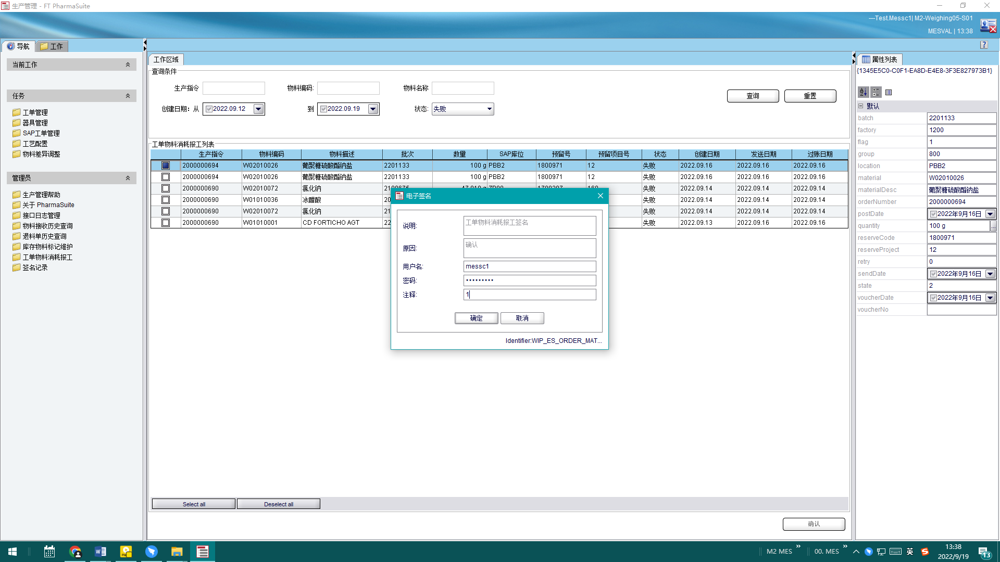 生产管理 - FT PharmaSuite
---Test.Messc1| M2-Weighing05-S01
MESVAL | 13:38
导航
工作
当前工作
任务
工单管理
器具管理
SAP工单管理
工艺配置
物料差异调整
管理员
生产管理帮助
关于 PharmaSuite
接口日志管理
物料接收历史查询
退料单历史查询
库存物料标记维护
工单物料消耗报工
签名记录
工作区域
查询条件
生产指令 物料编码: 物料名称
查询 重置
创建日期: 从 2022.09.12 到 2022.09.19 状态: 失败
工单物料消耗报工列表
生产指令 物料编码 物料描述 批次 数量 SAP库位 预留号 预留项目号 状态 创建日期 发送日期 过账日期
2000000694 W02010026 葡聚糖硫酸酯钠盐 2201133 100 g PBB2 1800971 12 失败 2022.09.16 2022.09.16 2022.09.16
2000000694 W02010026 葡聚糖硫酸酯钠盐 2201133 100 g PBB2 1800971 12 失败 2022.09.16 2022.09.16 2022.09.16
2000000690 W02010072 氯化钠 失败 2022.09.14 2022.09.14 2022.09.14
2000000690 W01010036 冰醋酸 20 失败 2022.09.14 2022.09.14 2022.09.14
2000000690 W02010072 氯化钠 21 失败 2022.09.14 2022.09.14 2022.09.14
2000000690 W01010001 CD FORTICHO AGT 22 失败 2022.09.13 2022.09.16 2022.09.16
电子签名
说明: 工单物料消耗报工签名
原因: 确认
用户名: messc1
密码: •••••••••
注释: 1
确定 取消
Identifier:WIP_ES_ORDER_MAT...
Select all Deselect all
确认
?
属性列表
{1345E5C0-C0F1-EA8D-E4E8-3F3E827973B1}
默认
batch 2201133
factory 1200
flag 1
group 800
location PBB2
material W02010026
materialDesc 葡聚糖硫酸酯钠盐
orderNumber 2000000694
postDate 2022年9月16日
quantity 100 g ...
reserveCode 1800971
reserveProject 12
retry 0
sendDate 2022年9月16日
state 2
voucherDate 2022年9月16日
voucherNo
M2 MES 00. MES 英 13:38
2022/9/19
13